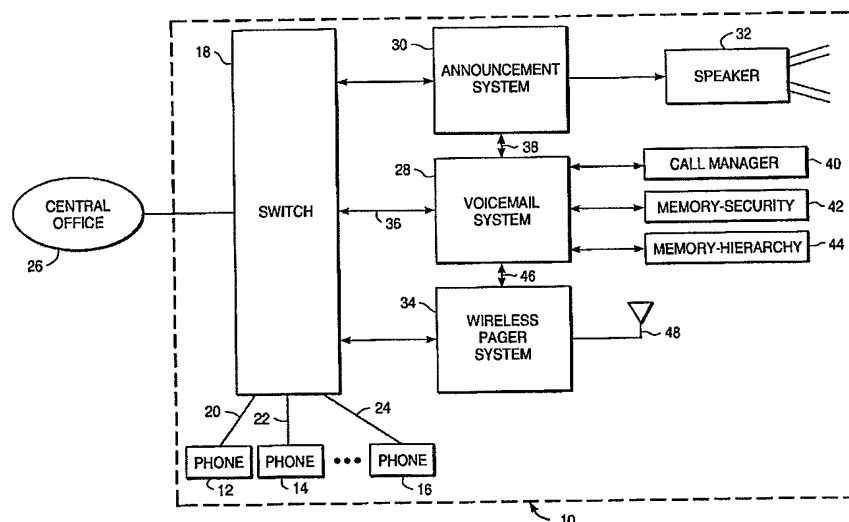 18
30
32
ANNOUNCEMENT
SYSTEM
SPEAKER
38
28
CALL MANAGER
40
CENTRAL
OFFICE
26
SWITCH
36
VOICEMAIL
SYSTEM
MEMORY-SECURITY
42
MEMORY-HIERARCHY
44
46
34
WIRELESS
PAGER
SYSTEM
48
20
22
24
PHONE
PHONE
PHONE
12
14
16
10